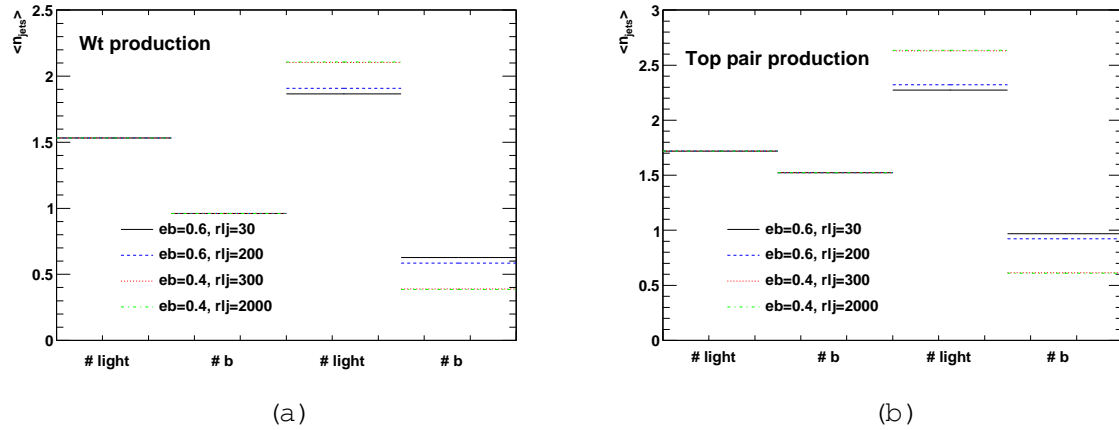 <n_jets>
2.5
2
1.5
1
0.5
0
Wt production
eb=0.6, rlj=30
eb=0.6, rlj=200
eb=0.4, rlj=300
eb=0.4, rlj=2000
# light # b # light # b
(a)
<n_jets>
3
2.5
2
1.5
1
0.5
0
Top pair production
eb=0.6, rlj=30
eb=0.6, rlj=200
eb=0.4, rlj=300
eb=0.4, rlj=2000
# light # b # light # b
(b)